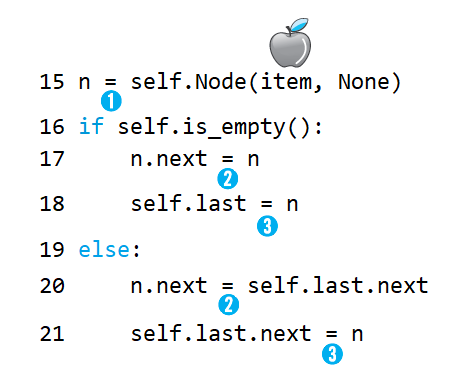 15 n = self.Node(item, None)
1
16 if self.is_empty():
17     n.next = n
2
18     self.last = n
3
19 else:
20     n.next = self.last.next
2
21     self.last.next = n
3